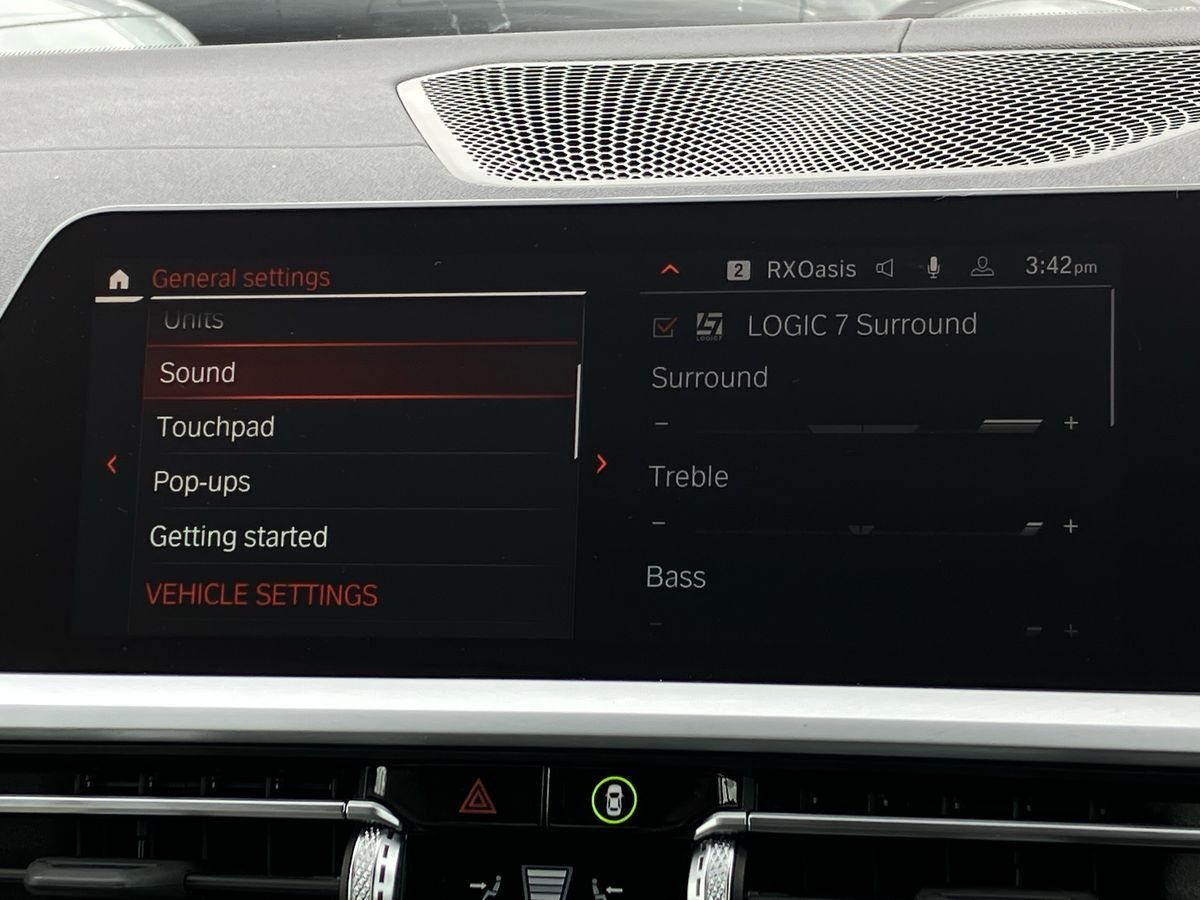 General settings
2 RXOasis 3:42pm
Units
Sound
Touchpad
Pop-ups
Getting started
VEHICLE SETTINGS
LOGIC7
LOGIC 7 Surround
Surround
- +
Treble
- +
Bass
- +